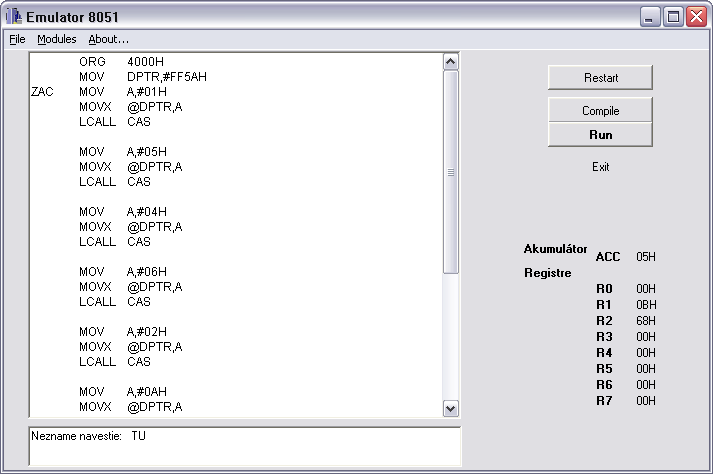 Emulator 8051
File Modules About...
ORG 4000H
MOV DPTR,#FF5AH
ZAC MOV A,#01H
MOVX @DPTR,A
LCALL CAS
MOV A,#05H
MOVX @DPTR,A
LCALL CAS
MOV A,#04H
MOVX @DPTR,A
LCALL CAS
MOV A,#06H
MOVX @DPTR,A
LCALL CAS
MOV A,#02H
MOVX @DPTR,A
LCALL CAS
MOV A,#0AH
MOVX @DPTR,A
Nezname navestie: TU
Restart
Compile
Run
Exit
Akumulátor
ACC 05H
Registre
R0 00H
R1 0BH
R2 68H
R3 00H
R4 00H
R5 00H
R6 00H
R7 00H